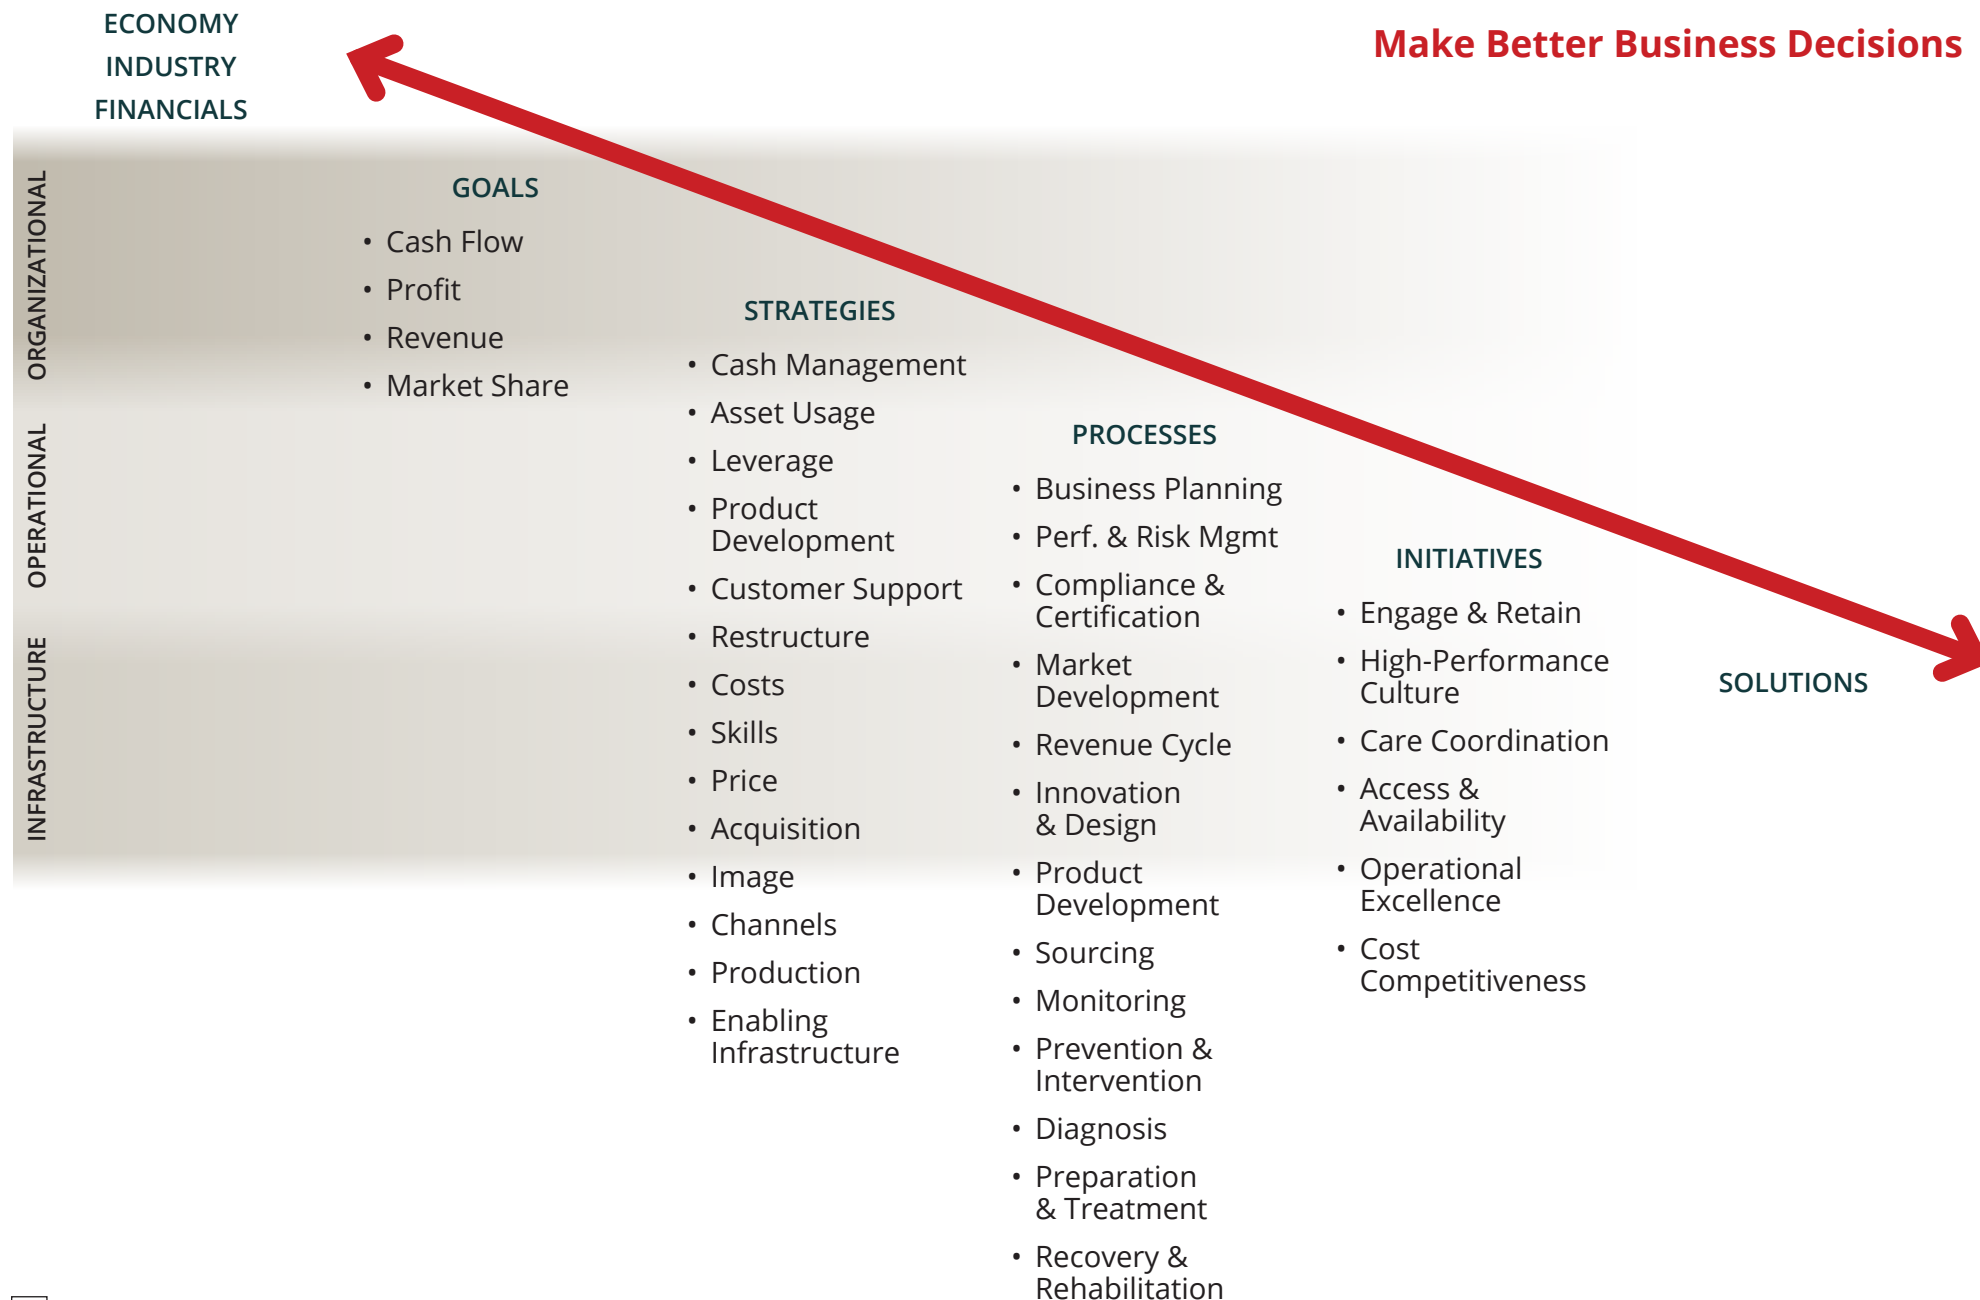 ECONOMY
INDUSTRY
FINANCIALS
Make Better Business Decisions
ORGANIZATIONAL
OPERATIONAL
INFRASTRUCTURE
GOALS
• Cash Flow
• Profit
• Revenue
• Market Share
STRATEGIES
• Cash Management
• Asset Usage
• Leverage
• Product
Development
• Customer Support
• Restructure
• Costs
• Skills
• Price
• Acquisition
• Image
• Channels
• Production
• Enabling
Infrastructure
PROCESSES
• Business Planning
• Perf. & Risk Mgmt
• Compliance &
Certification
• Market
Development
• Revenue Cycle
• Innovation
& Design
• Product
Development
• Sourcing
• Monitoring
• Prevention &
Intervention
• Diagnosis
• Preparation
& Treatment
• Recovery &
Rehabilitation
INITIATIVES
• Engage & Retain
• High-Performance
Culture
• Care Coordination
• Access &
Availability
• Operational
Excellence
• Cost
Competitiveness
SOLUTIONS